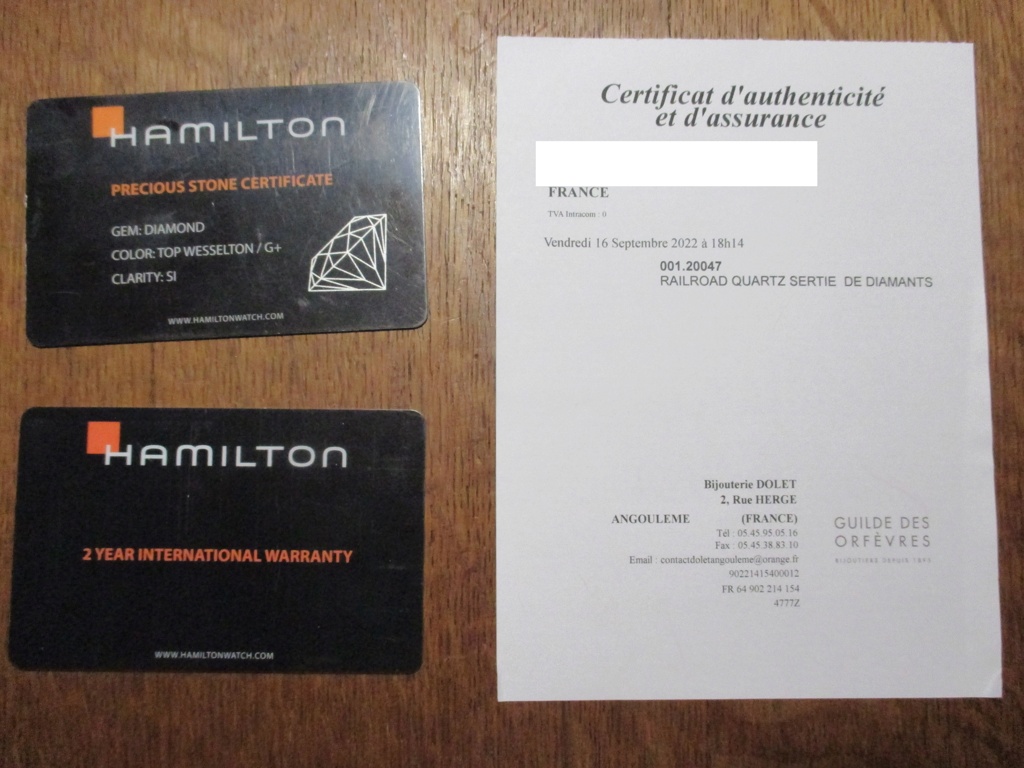 HAMILTON
PRECIOUS STONE CERTIFICATE
GEM: DIAMOND
COLOR: TOP WESSELTON / G+
CLARITY: SI
WWW.HAMILTONWATCH.COM
HAMILTON
2 YEAR INTERNATIONAL WARRANTY
WWW.HAMILTONWATCH.COM
Certificat d'authenticité
et d'assurance
FRANCE
TVA Intracom : 0
Vendredi 16 Septembre 2022 à 18h14
001.20047
RAILROAD QUARTZ SERTIE DE DIAMANTS
Bijouterie DOLET
2, Rue HERGE
ANGOULEME (FRANCE)
Tél : 05.45.95.05.16
Fax : 05.45.38.83.10
Email : contactdoletangouleme@orange.fr
90221415400012
FR 64 902 214 154
4777Z
GUILDE DES
ORFÈVRES
BIJOUTIERS DEPUIS